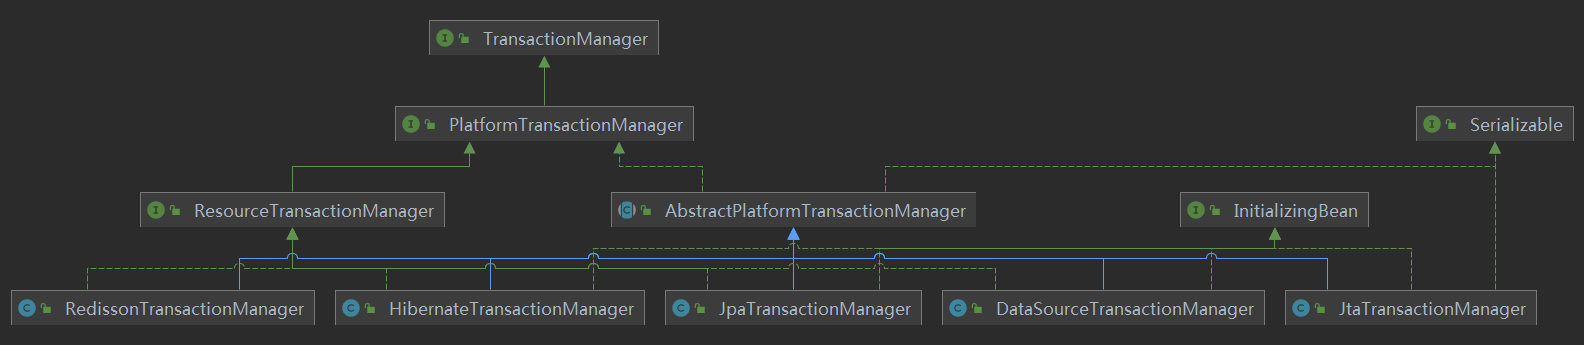 TransactionManager
PlatformTransactionManager
Serializable
ResourceTransactionManager
AbstractPlatformTransactionManager
InitializingBean
RedissonTransactionManager
HibernateTransactionManager
JpaTransactionManager
DataSourceTransactionManager
JtaTransactionManager